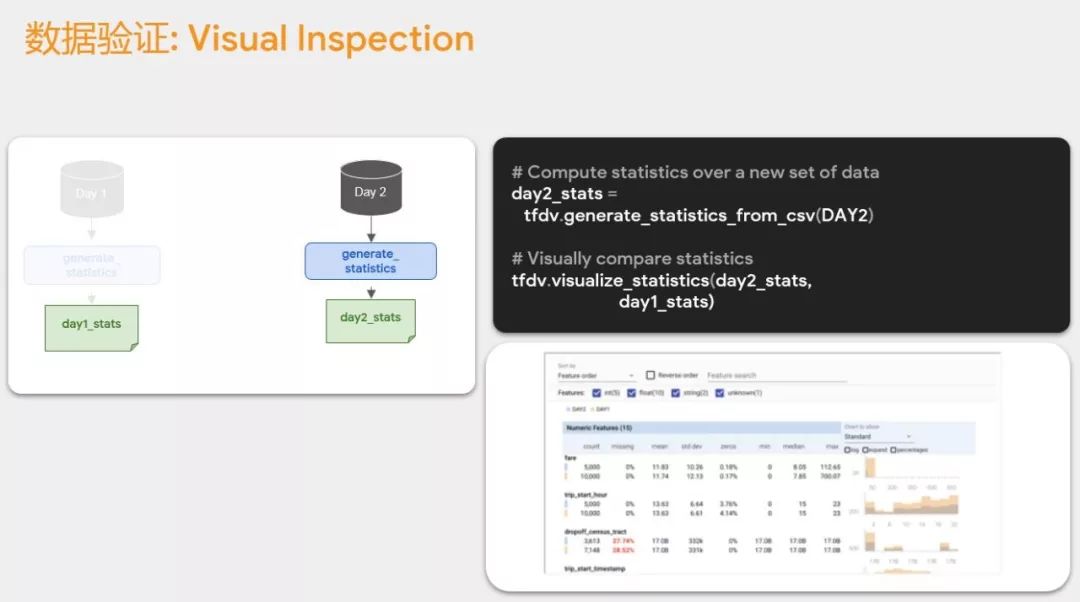 数据验证: Visual Inspection
Day 1
generate_
statistics
day1_stats
Day 2
generate_
statistics
day2_stats
# Compute statistics over a new set of data
day2_stats =
tfdv.generate_statistics_from_csv(DAY2)
# Visually compare statistics
tfdv.visualize_statistics(day2_stats,
day1_stats)
Sort by
Feature order
Reverse order
Feature search
Features: int(5) float(10) string(2) unknown(1)
DAY2 DAY1
Numeric Features (15)
Chart to show
Standard
log expand percentages
count missing mean std dev zeros min median max
fare
5,000 0% 11.83 10.26 0.18% 0 8.05 112.65
10,000 0% 11.74 12.13 0.17% 0 7.85 700.07
trip_start_hour
5,000 0% 13.63 6.64 3.76% 0 15 23
10,000 0% 13.63 6.61 4.14% 0 15 23
dropoff_census_tract
3,613 27.74% 17.0B 332k 0% 17.0B 17.0B 17.0B
7,148 28.52% 17.0B 331k 0% 17.0B 17.0B 17.0B
trip_start_timestamp